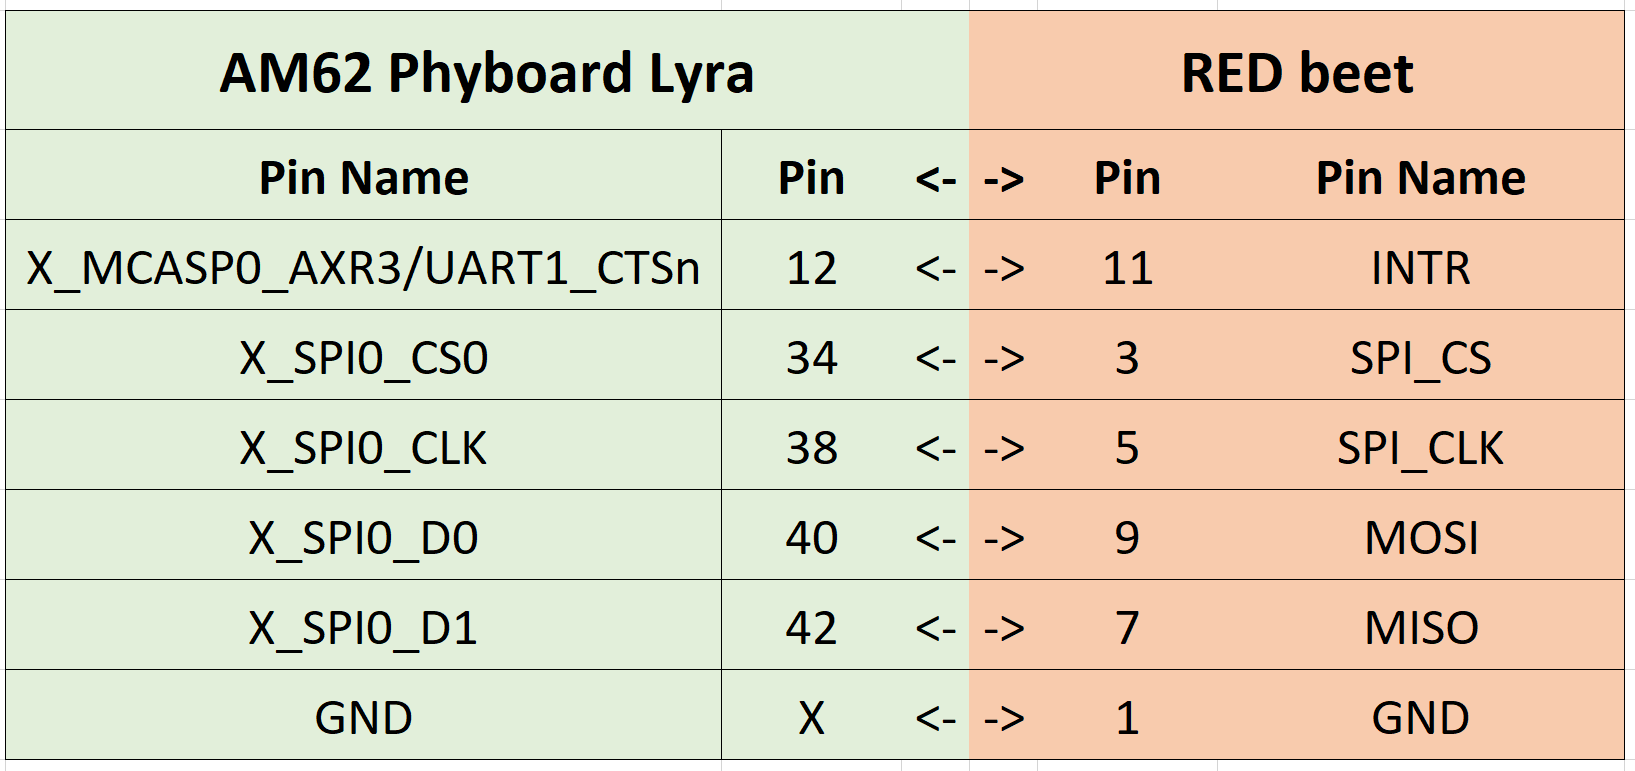 AM62 Phyboard Lyra RED beet
Pin Name Pin <- -> Pin Pin Name
X_MCASP0_AXR3/UART1_CTSn 12 <- -> 11 INTR
X_SPI0_CS0 34 <- -> 3 SPI_CS
X_SPI0_CLK 38 <- -> 5 SPI_CLK
X_SPI0_D0 40 <- -> 9 MOSI
X_SPI0_D1 42 <- -> 7 MISO
GND X <- -> 1 GND